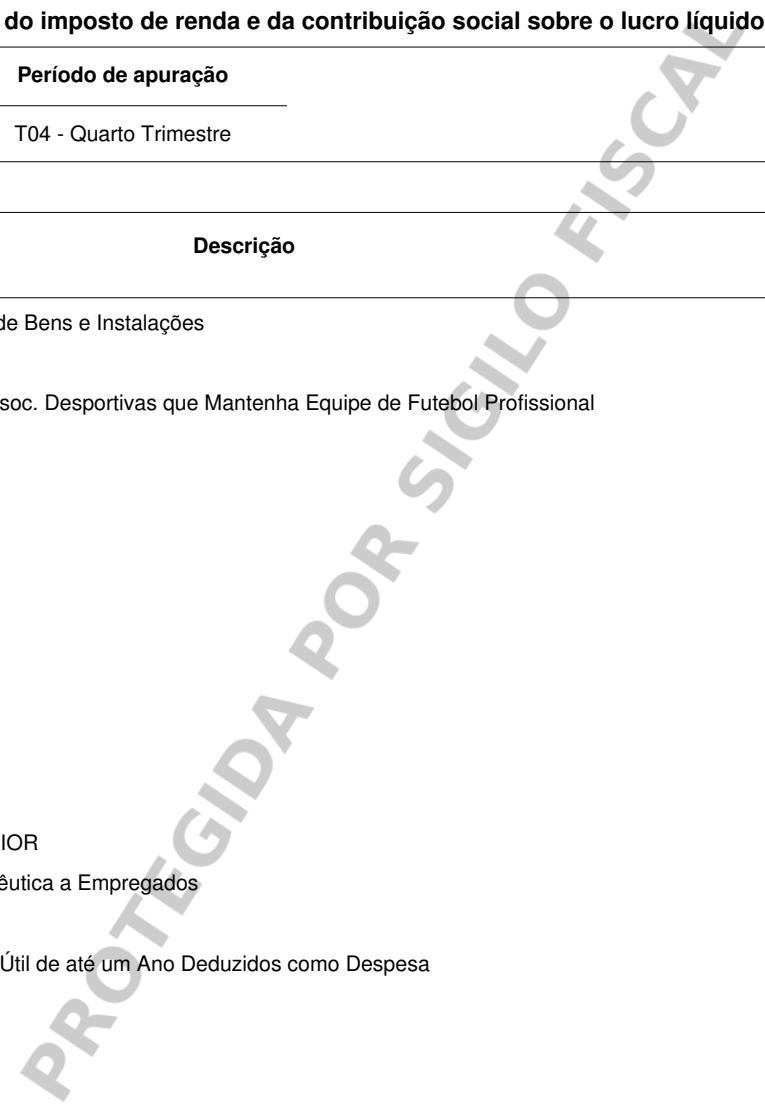 do imposto de renda e da contribuição social sobre o lucro líquido
Período de apuração
T04 - Quarto Trimestre
Descrição
de Bens e Instalações
soc. Desportivas que Mantenha Equipe de Futebol Profissional
IOR
êutica a Empregados
Útil de até um Ano Deduzidos como Despesa
PROTEGIDA POR SIGILO FISCAL